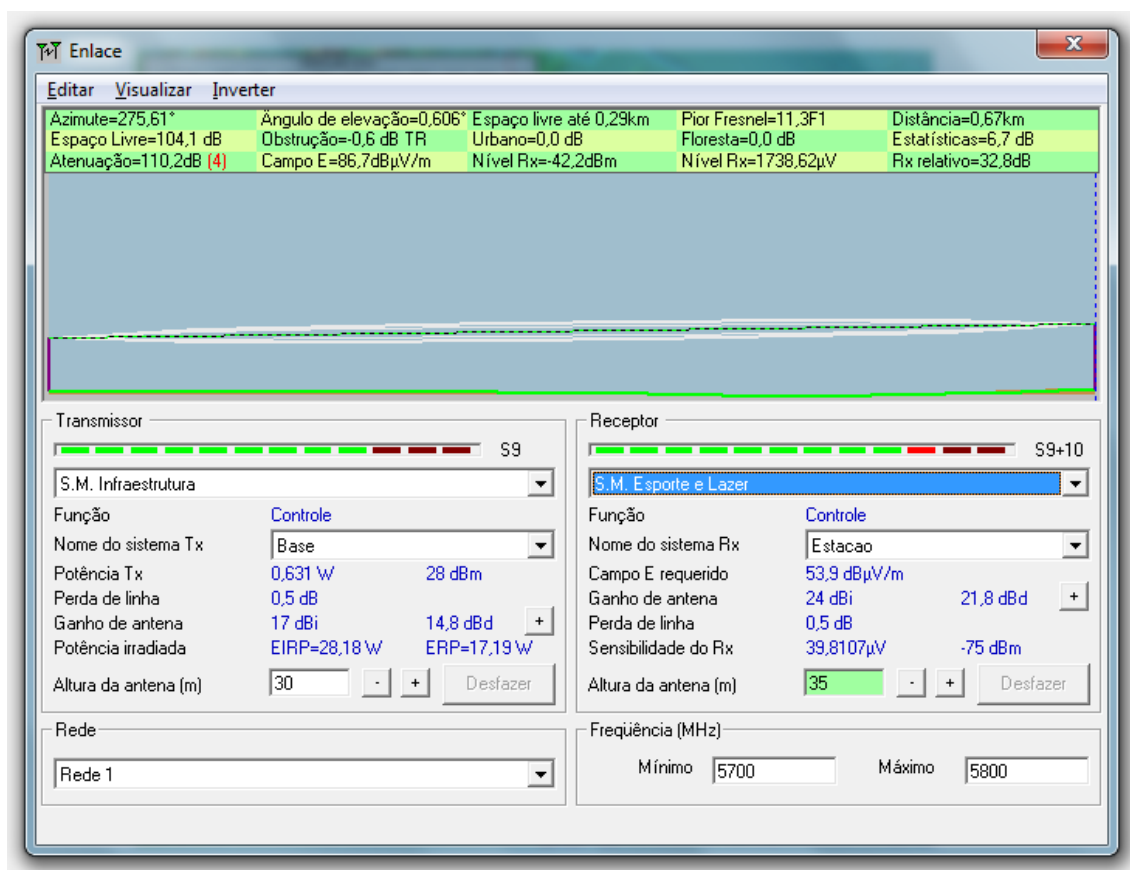 Enlace
Editar Visualizar Inverter
Azimute=275,61° Ângulo de elevação=0,606° Espaço livre até 0,29km Pior Fresnel=11,3F1 Distância=0,67km
Espaço Livre=104,1 dB Obstrução=-0,6 dB TR Urbano=0,0 dB Floresta=0,0 dB Estatísticas=6,7 dB
Atenuação=110,2dB (4) Campo E=86,7dBµV/m Nível Rx=-42,2dBm Nível Rx=1738,62µV Rx relativo=32,8dB
Transmissor
S9
S.M. Infraestrutura
Função Controle
Nome do sistema Tx Base
Potência Tx 0,631 W 28 dBm
Perda de linha 0,5 dB
Ganho de antena 17 dBi 14,8 dBd +
Potência irradiada EIRP=28,18 W ERP=17,19 W
Altura da antena (m) 30 - + Desfazer
Rede
Rede 1
Receptor
S9+10
S.M. Esporte e Lazer
Função Controle
Nome do sistema Rx Estacao
Campo E requerido 53,9 dBµV/m
Ganho de antena 24 dBi 21,8 dBd +
Perda de linha 0,5 dB
Sensibilidade do Rx 39,8107µV -75 dBm
Altura da antena (m) 35 - + Desfazer
Freqüência (MHz)
Mínimo 5700 Máximo 5800